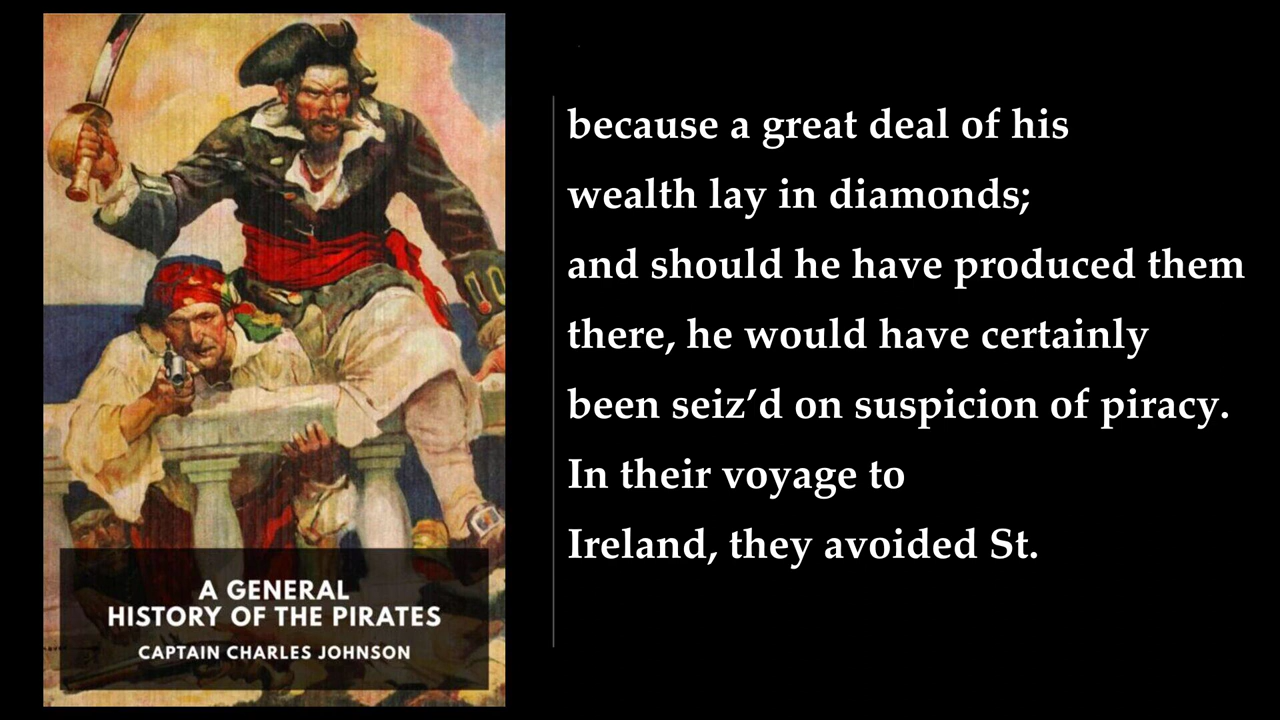 A GENERAL
HISTORY OF THE PIRATES
CAPTAIN CHARLES JOHNSON
because a great deal of his
wealth lay in diamonds;
and should he have produced them
there, he would have certainly
been seiz’d on suspicion of piracy.
In their voyage to
Ireland, they avoided St.